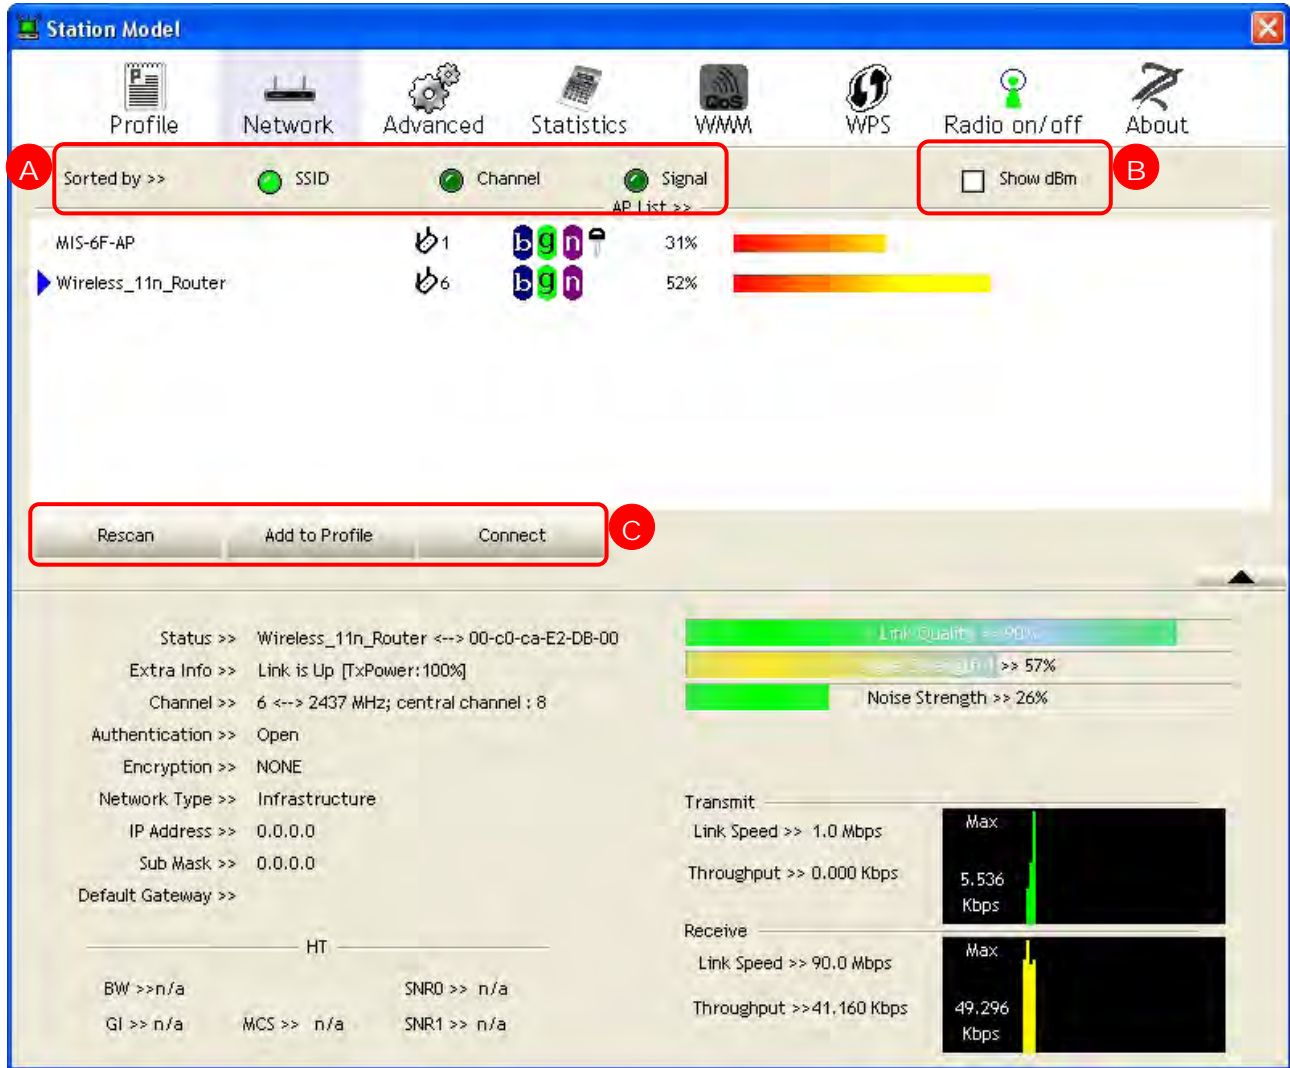 Station Model
Profile Network Advanced Statistics WMM WPS Radio on/off About
QoS
A Sorted by >> SSID Channel Signal Show dBm B
AP List >>
MIS-6F-AP 1 b g n 31%
Wireless_11n_Router 6 b g n 52%
Rescan Add to Profile Connect C
Status >> Wireless_11n_Router <--> 00-c0-ca-E2-DB-00
Extra Info >> Link is Up [TxPower:100%]
Channel >> 6 <--> 2437 MHz; central channel : 8
Authentication >> Open
Encryption >> NONE
Network Type >> Infrastructure
IP Address >> 0.0.0.0
Sub Mask >> 0.0.0.0
Default Gateway >>
HT
BW >>n/a SNR0 >> n/a
GI >> n/a MCS >> n/a SNR1 >> n/a
Link Quality >> 90%
>> 57%
Noise Strength >> 26%
Transmit
Link Speed >> 1.0 Mbps
Throughput >> 0.000 Kbps
Max
5.536
Kbps
Receive
Link Speed >> 90.0 Mbps
Throughput >>41.160 Kbps
Max
49.296
Kbps